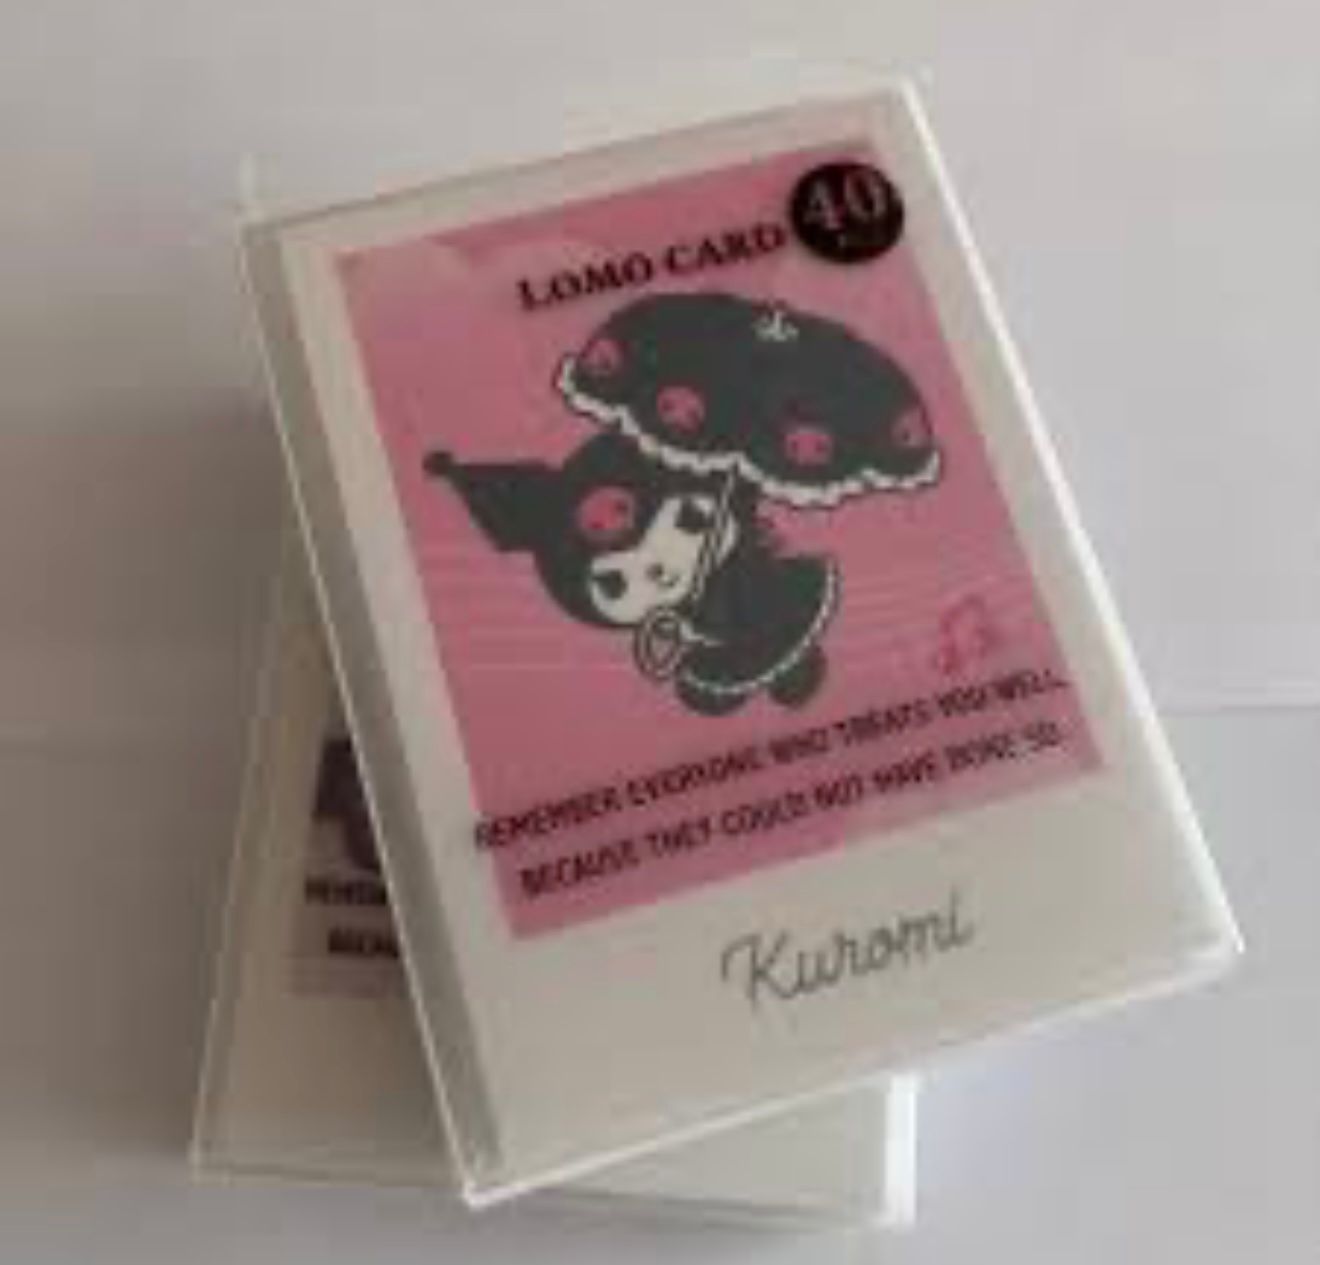 40
LOMO CARD
REMEMBER EVERYONE WHO TREATS YOU WELL,
BECAUSE THEY COULD NOT HAVE DONE SO.
Kuromi